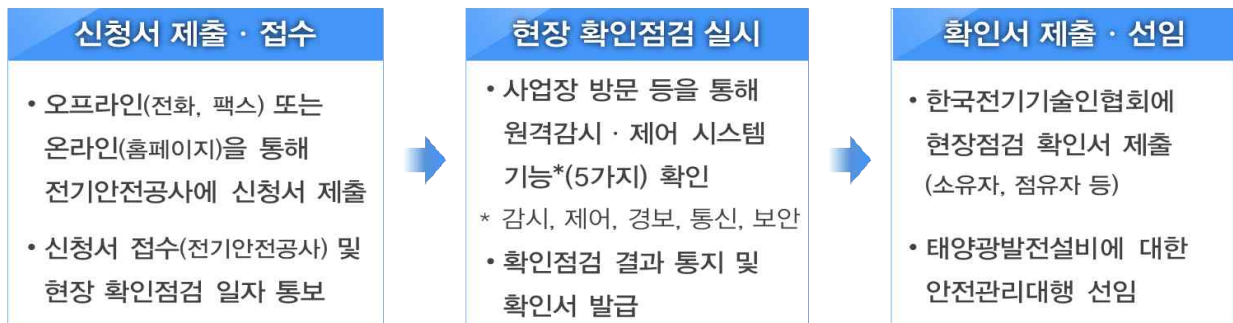 신청서 제출 · 접수
• 오프라인(전화, 팩스) 또는
온라인(홈페이지)을 통해
전기안전공사에 신청서 제출
• 신청서 접수(전기안전공사) 및
현장 확인점검 일자 통보
현장 확인점검 실시
• 사업장 방문 등을 통해
원격감시 · 제어 시스템
기능*(5가지) 확인
* 감시, 제어, 경보, 통신, 보안
• 확인점검 결과 통지 및
확인서 발급
확인서 제출 · 선임
• 한국전기기술인협회에
현장점검 확인서 제출
(소유자, 점유자 등)
• 태양광발전설비에 대한
안전관리대행 선임